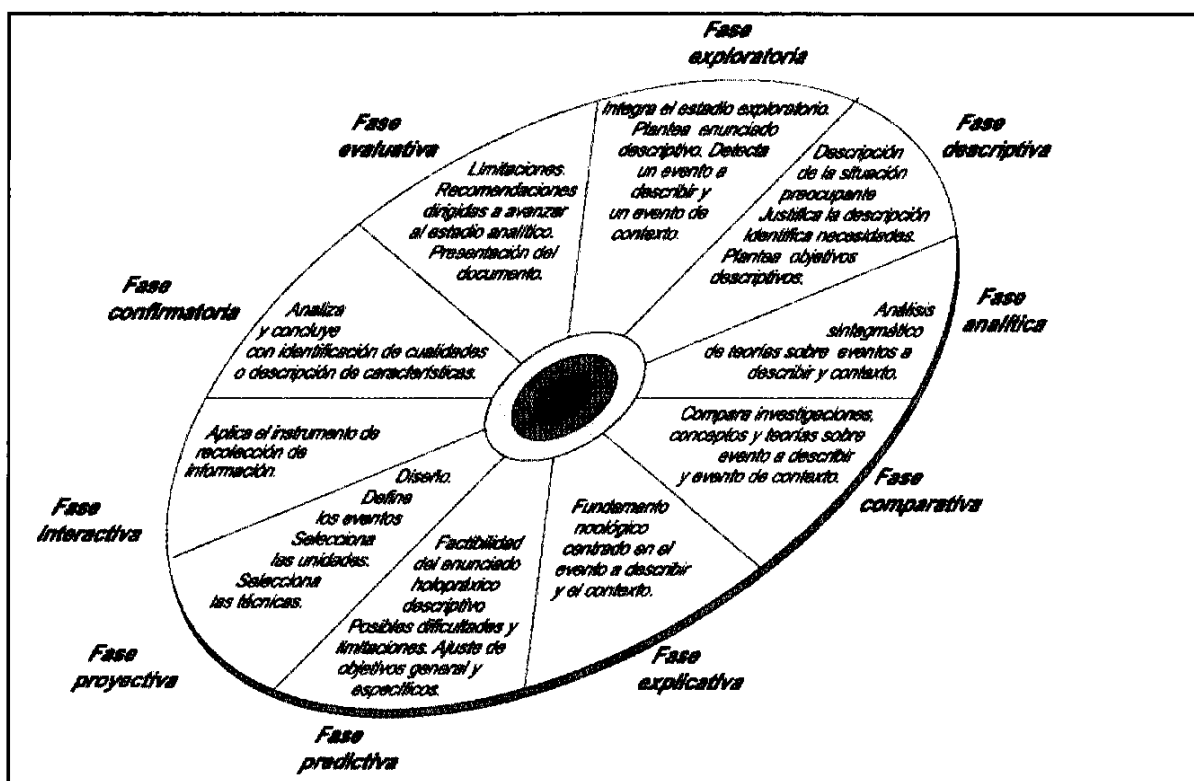 Fase
exploratoria
Integra el estadio exploratorio.
Plantea enunciado
descriptivo. Detecta
un evento a
describir y
un evento de
contexto.
Fase
descriptiva
Descripción
de la situación
preocupante
Justifica la descripción
Identifica necesidades.
Plantea objetivos
descriptivos.
Fase
analítica
Análisis
sintagmático
de teorías sobre eventos a
describir y contexto.
Fase
comparativa
Compara investigaciones,
conceptos y teorías sobre
evento a describir
y evento de contexto.
Fase
explicativa
Fundamento
noológico
centrado en el
evento a describir
y el contexto.
Fase
predictiva
Factibilidad
del enunciado
holopráxico
descriptivo
Posibles dificultades y
limitaciones. Ajuste de
objetivos general y
específicos.
Fase
proyectiva
Diseño.
Define
los eventos
Selecciona
las unidades.
Selecciona
las técnicas.
Fase
interactiva
Aplica el instrumento de
recolección de
información.
Fase
confirmatoria
Analiza
y concluye
con identificación de cualidades
o descripción de características.
Fase
evaluativa
Limitaciones.
Recomendaciones
dirigidas a avanzar
al estadio analítico.
Presentación del
documento.